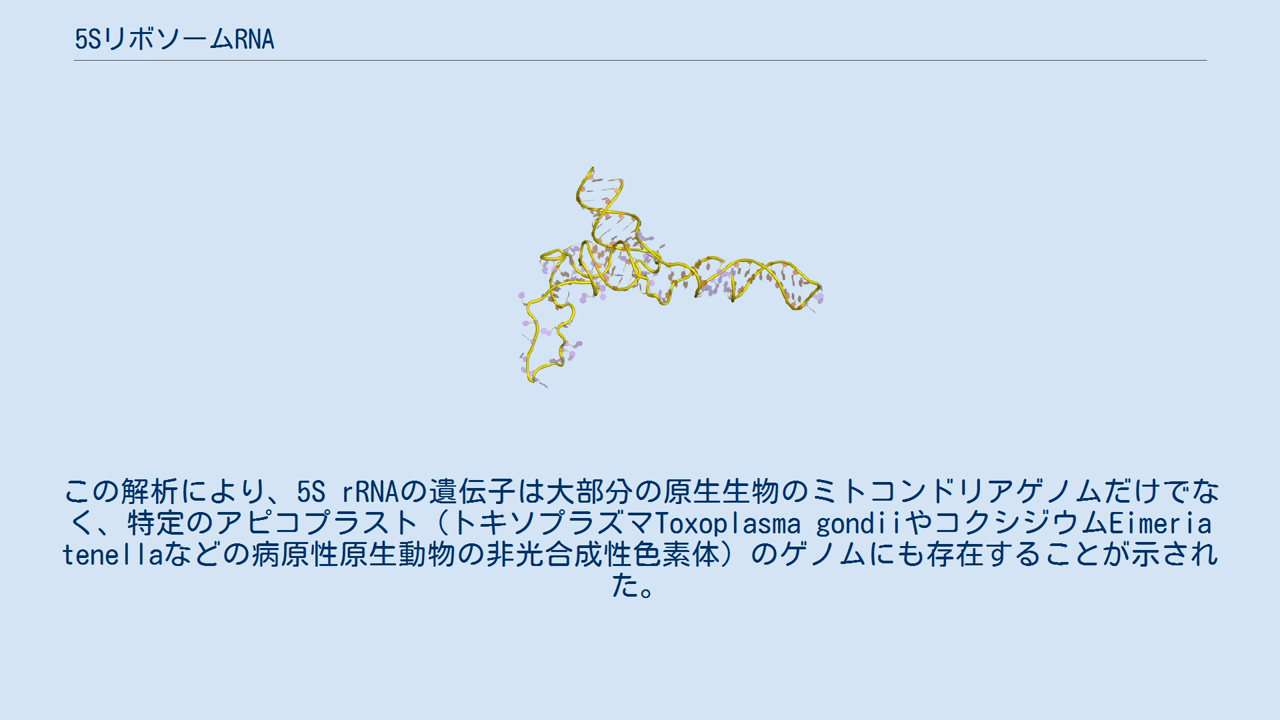 5SリボソームRNA
この解析により、5S rRNAの遺伝子は大部分の原生生物のミトコンドリアゲノムだけでな
く、特定のアピコプラスト（トキソプラズマToxoplasma gondiiやコクシジウムEimeria
tenellaなどの病原性原生動物の非光合成性色素体）のゲノムにも存在することが示され
た。